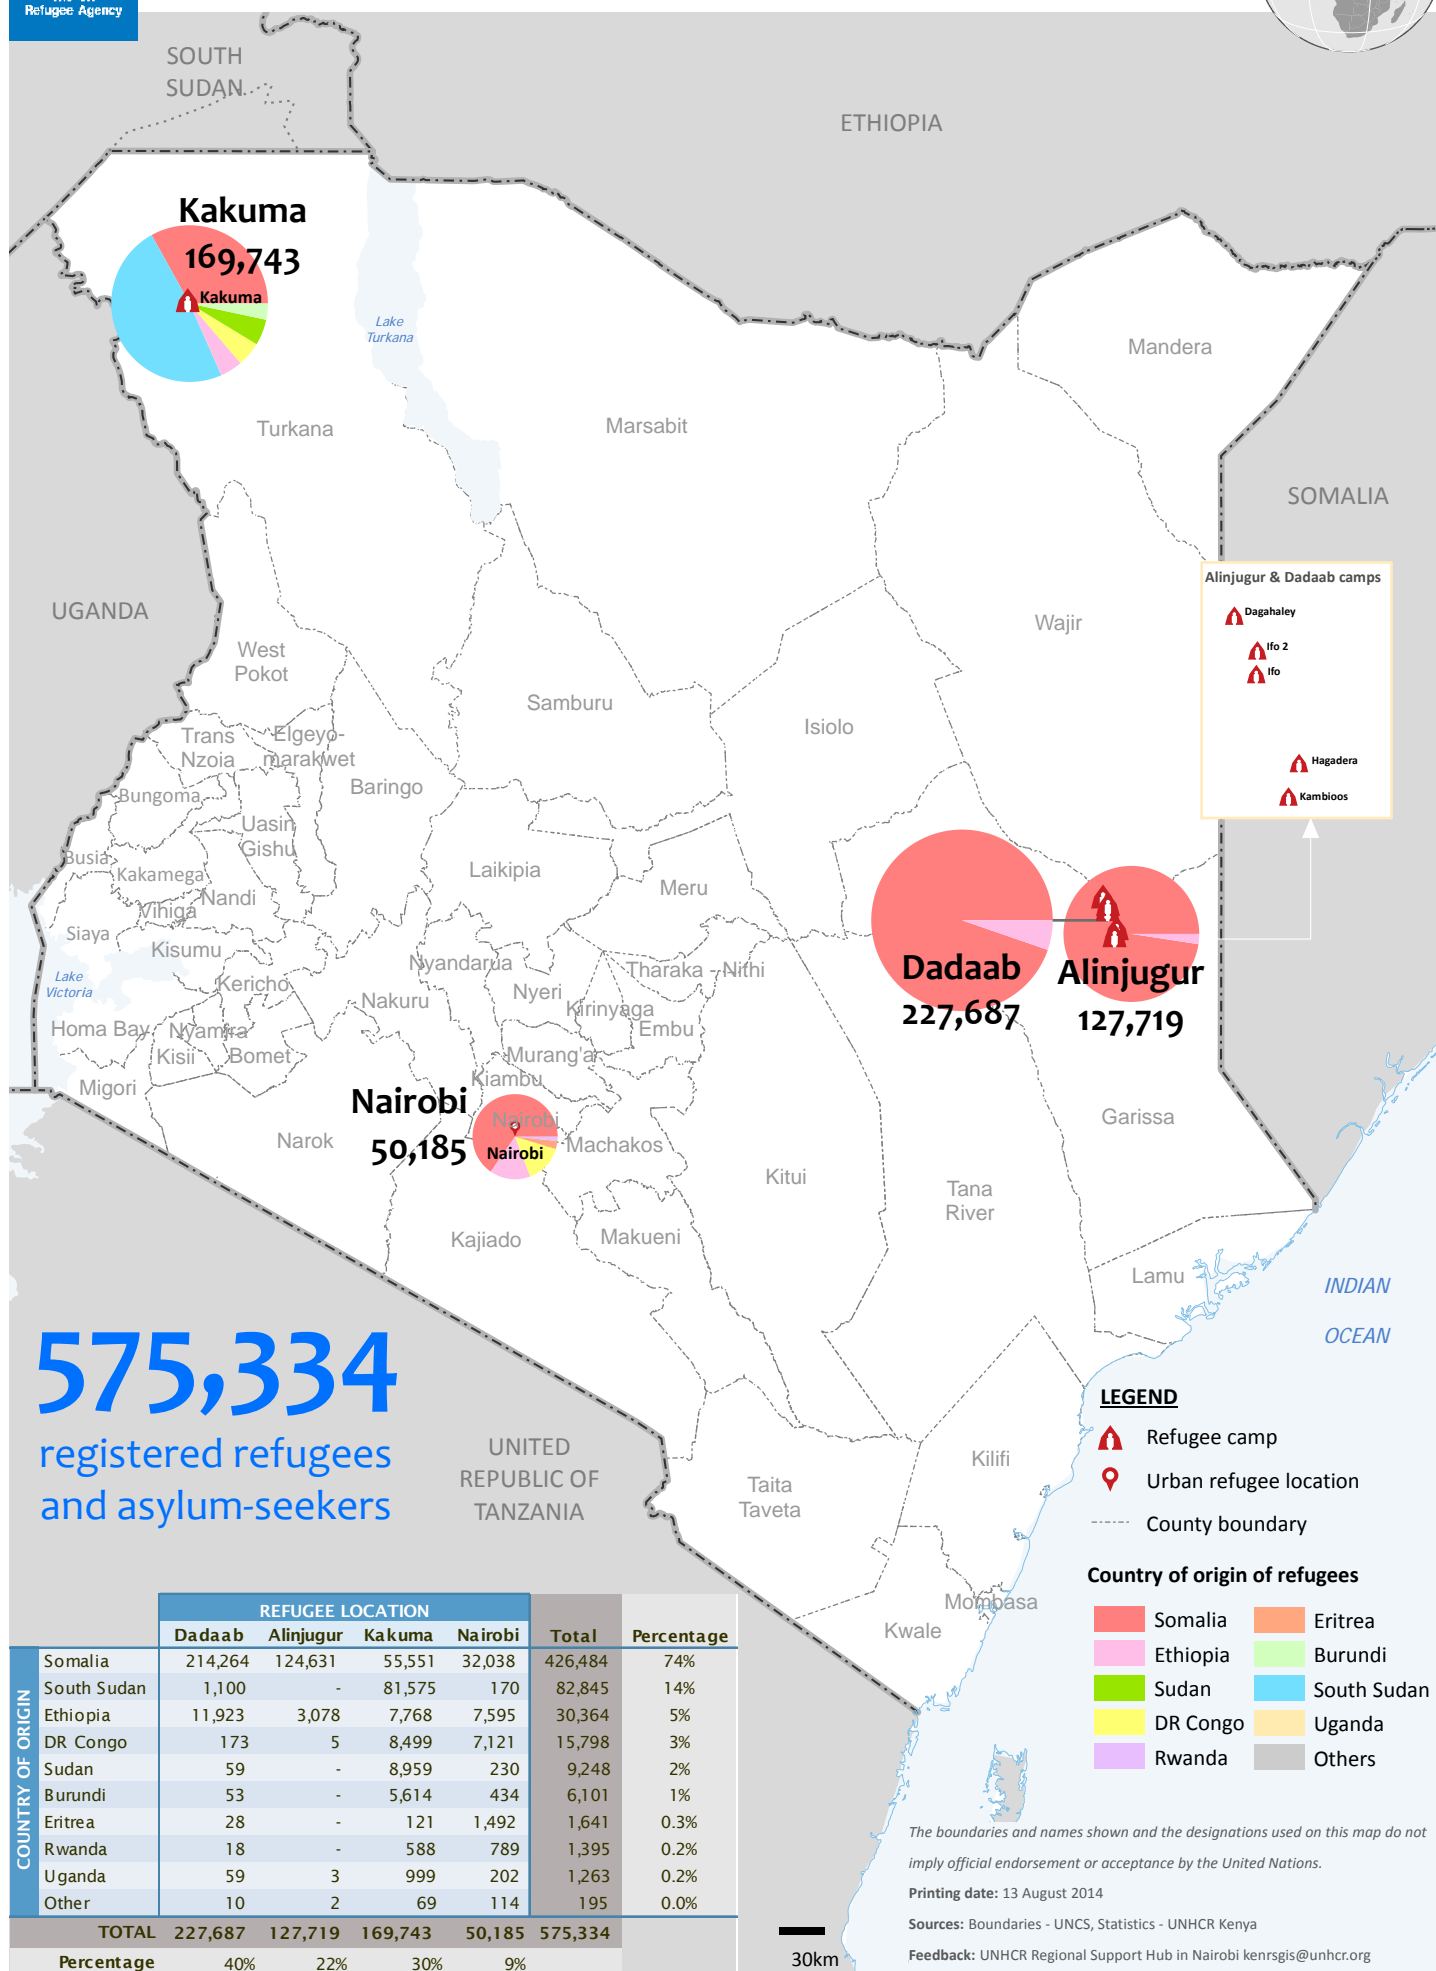 Refugee Agency
SOUTH
SUDAN
ETHIOPIA
Kakuma
169,743
Kakuma
Lake
Turkana
Mandera
Turkana
Marsabit
SOMALIA
Alinjugur & Dadaab camps
Dagahaley
Ifo 2
Ifo
Hagadera
Kambioos
UGANDA
Wajir
West
Pokot
Samburu
Isiolo
Trans
Nzoia
Elgeyo-
marakwet
Baringo
Bungoma
Uasin
Gishu
Busia
Kakamega
Laikipia
Meru
Nandi
Vihiga
Siaya
Kisumu
Lake
Victoria
Kericho
Nyandarua
Nakuru
Nyeri
Tharaka - Nithi
Kirinyaga
Embu
Dadaab
227,687
Alinjugur
127,719
Homa Bay
Nyamira
Kisii
Bomet
Murang'a
Kiambu
Migori
Nairobi
50,185
Nairobi
Nairobi
Narok
Machakos
Garissa
Kitui
Tana
River
Kajiado
Makueni
Lamu
INDIAN
OCEAN
575,334
registered refugees
and asylum-seekers
UNITED
REPUBLIC OF
TANZANIA
Taita
Taveta
Kilifi
Mombasa
Kwale
LEGEND
Refugee camp
Urban refugee location
County boundary
Country of origin of refugees
Somalia Eritrea
Ethiopia Burundi
Sudan South Sudan
DR Congo Uganda
Rwanda Others
REFUGEE LOCATION
Dadaab Alinjugur Kakuma Nairobi Total Percentage
COUNTRY OF ORIGIN
Somalia 214,264 124,631 55,551 32,038 426,484 74%
South Sudan 1,100 - 81,575 170 82,845 14%
Ethiopia 11,923 3,078 7,768 7,595 30,364 5%
DR Congo 173 5 8,499 7,121 15,798 3%
Sudan 59 - 8,959 230 9,248 2%
Burundi 53 - 5,614 434 6,101 1%
Eritrea 28 - 121 1,492 1,641 0.3%
Rwanda 18 - 588 789 1,395 0.2%
Uganda 59 3 999 202 1,263 0.2%
Other 10 2 69 114 195 0.0%
TOTAL 227,687 127,719 169,743 50,185 575,334
Percentage 40% 22% 30% 9%
30km
The boundaries and names shown and the designations used on this map do not
imply official endorsement or acceptance by the United Nations.
Printing date: 13 August 2014
Sources: Boundaries - UNCS, Statistics - UNHCR Kenya
Feedback: UNHCR Regional Support Hub in Nairobi kenrsgis@unhcr.org